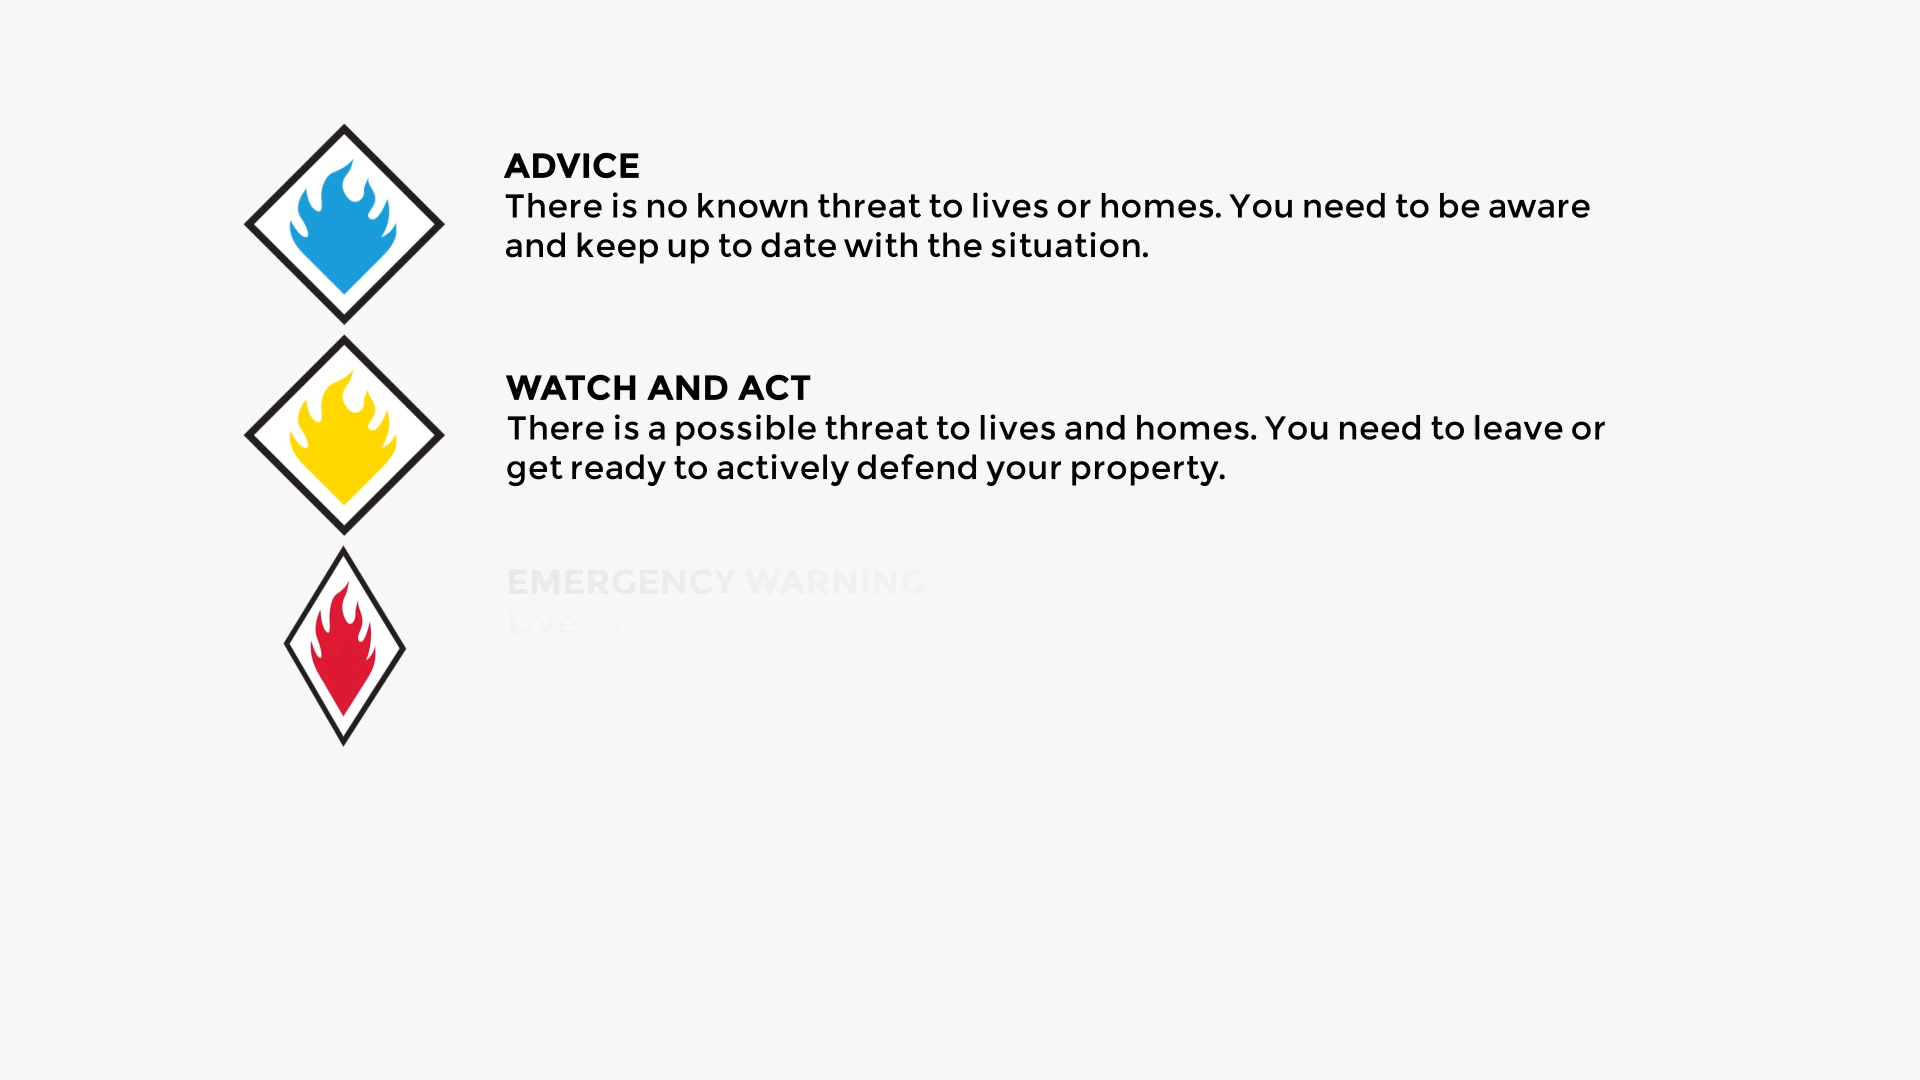 ADVICE
There is no known threat to lives or homes. You need to be aware
and keep up to date with the situation.
WATCH AND ACT
There is a possible threat to lives and homes. You need to leave or
get ready to actively defend your property.
EMERGENCY WARNING
Lives and